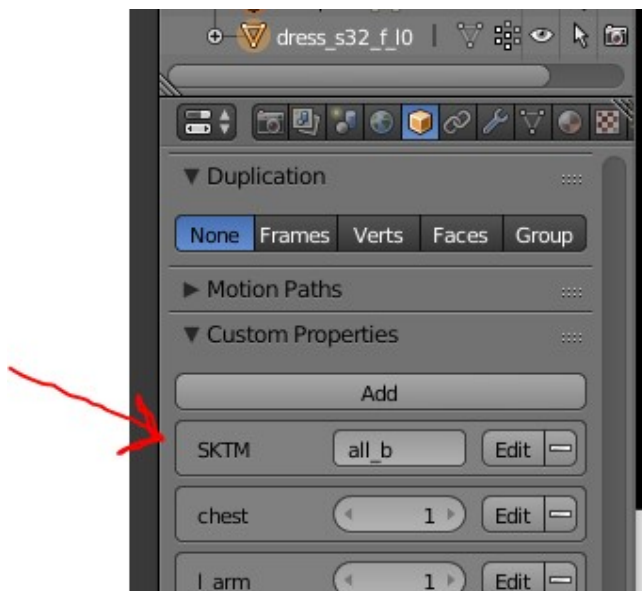 dress_s32_f_l0
Duplication
None Frames Verts Faces Group
Motion Paths
Custom Properties
Add
SKTM all_b Edit
chest 1 Edit
l_arm 1 Edit